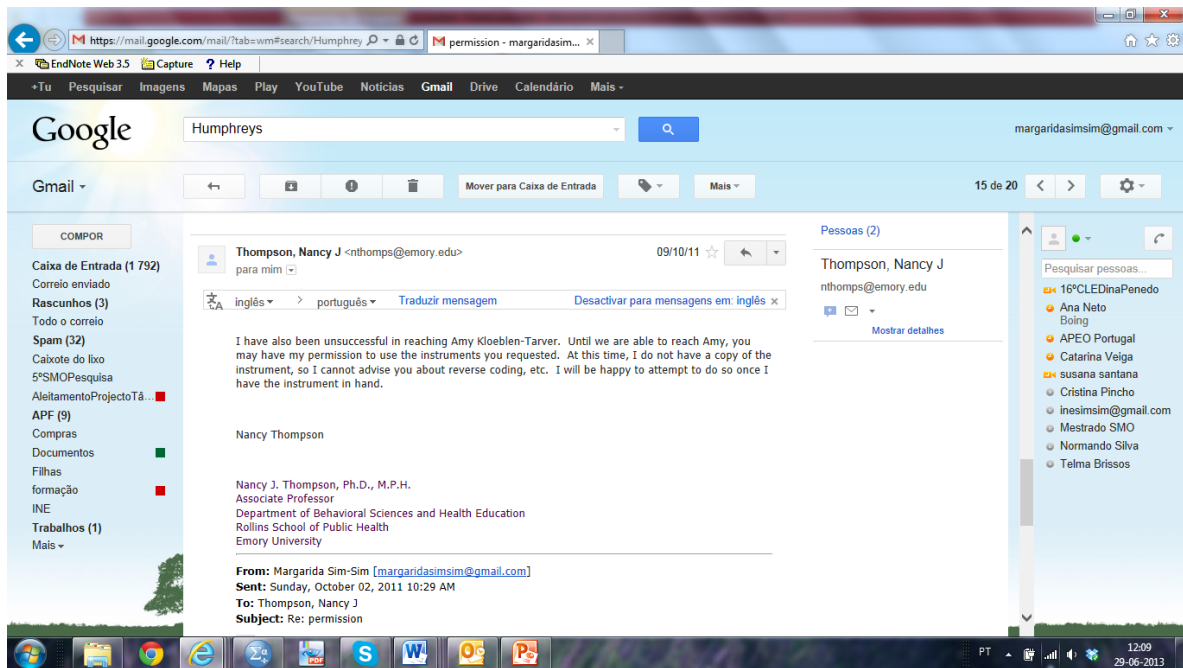 https://mail.google.com/mail/?tab=wm#search/Humphrey
permission - margaridasim...
EndNote Web 3.5 Capture ? Help
+Tu Pesquisar Imagens Mapas Play YouTube Notícias Gmail Drive Calendário Mais
Google
Humphreys
margaridasimsim@gmail.com
Gmail
Mover para Caixa de Entrada
Mais
15 de 20
COMPOR
Caixa de Entrada (1 792)
Correio enviado
Rascunhos (3)
Todo o correio
Spam (32)
Caixote do lixo
5ºSMOPesquisa
AleitamentoProjectoTâ...
APF (9)
Compras
Documentos
Filhas
formação
INE
Trabalhos (1)
Mais
Thompson, Nancy J <nthomps@emory.edu>
09/10/11
para mim
inglês > português Traduzir mensagem Desactivar para mensagens em: inglês ×
I have also been unsuccessful in reaching Amy Kloeblen-Tarver. Until we are able to reach Amy, you
may have my permission to use the instruments you requested. At this time, I do not have a copy of the
instrument, so I cannot advise you about reverse coding, etc. I will be happy to attempt to do so once I
have the instrument in hand.
Nancy Thompson
Nancy J. Thompson, Ph.D., M.P.H.
Associate Professor
Department of Behavioral Sciences and Health Education
Rollins School of Public Health
Emory University
From: Margarida Sim-Sim [margaridasimsim@gmail.com]
Sent: Sunday, October 02, 2011 10:29 AM
To: Thompson, Nancy J
Subject: Re: permission
Pessoas (2)
Thompson, Nancy J
nthomps@emory.edu
Mostrar detalhes
Pesquisar pessoas...
16ºCLEDinaPenedo
Ana Neto
Boing
APEO Portugal
Catarina Veiga
susana santana
Cristina Pincho
inesimsim@gmail.com
Mestrado SMO
Normando Silva
Telma Brissos
PT
12:09
29-06-2013